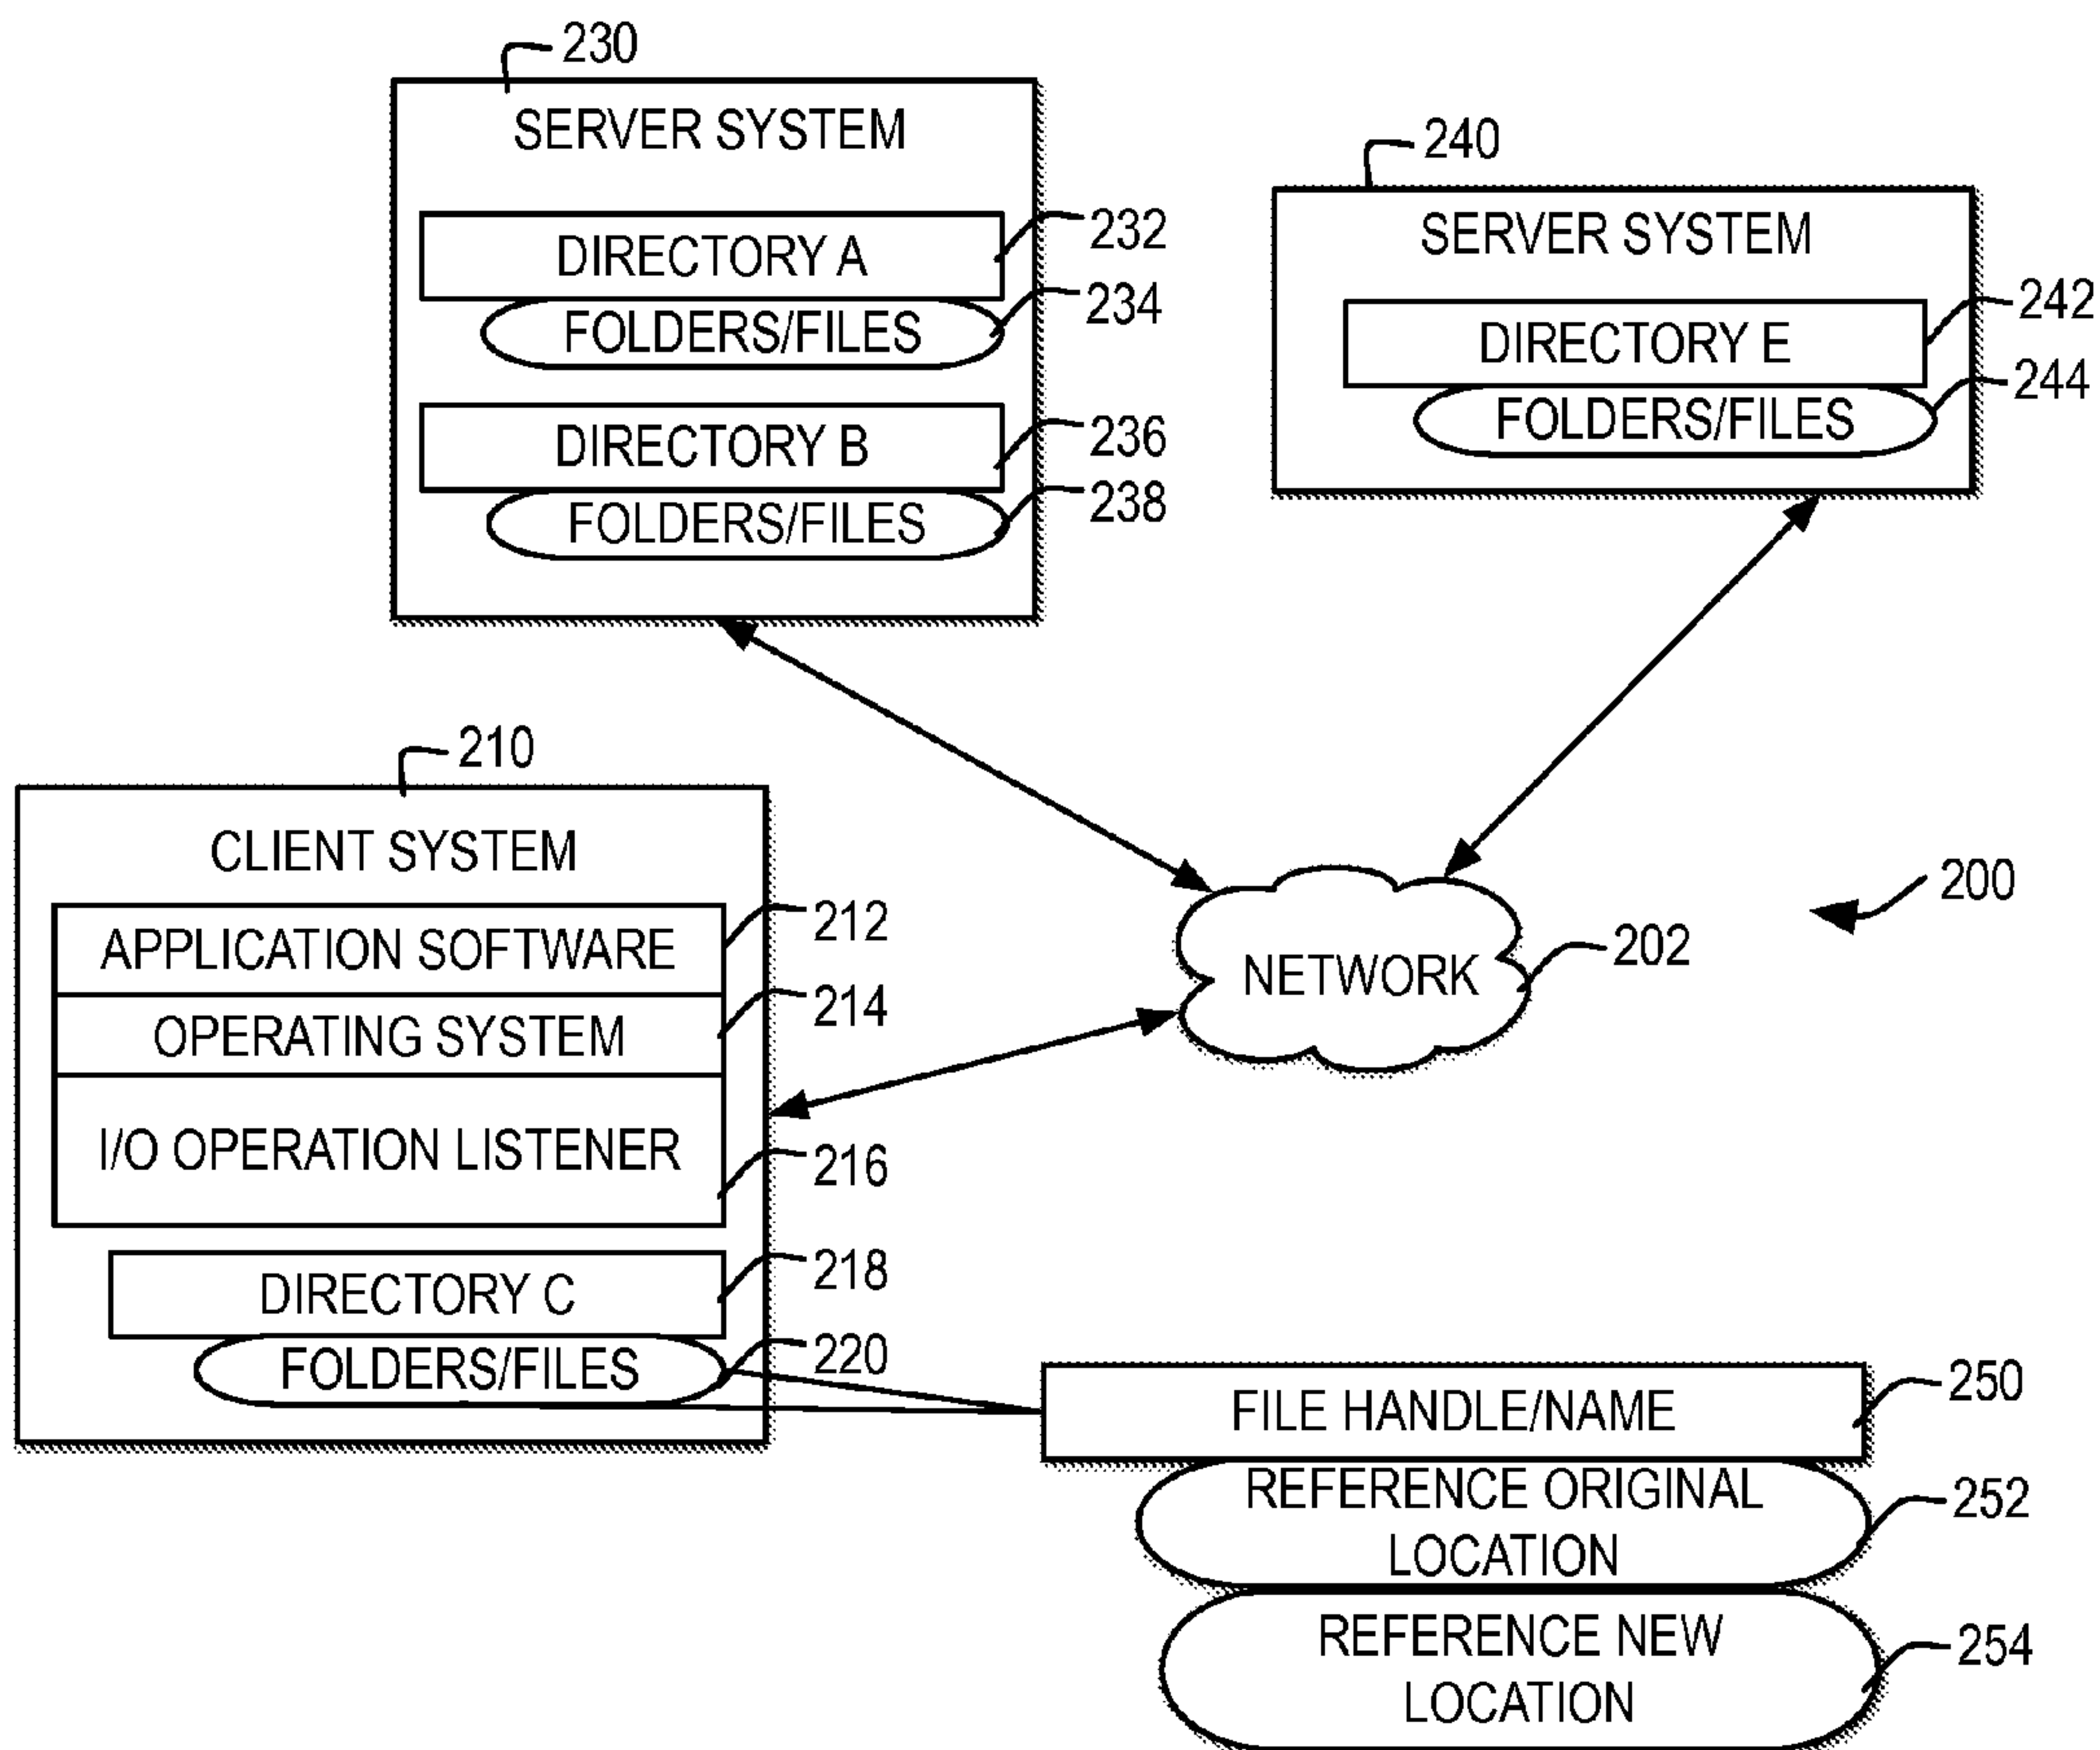 230
SERVER SYSTEM
DIRECTORY A
232
FOLDERS/FILES
234
DIRECTORY B
236
FOLDERS/FILES
238
240
SERVER SYSTEM
DIRECTORY E
242
FOLDERS/FILES
244
210
CLIENT SYSTEM
APPLICATION SOFTWARE
212
OPERATING SYSTEM
214
I/O OPERATION LISTENER
216
DIRECTORY C
218
FOLDERS/FILES
220
NETWORK
202
200
FILE HANDLE/NAME
250
REFERENCE ORIGINAL
LOCATION
252
REFERENCE NEW
LOCATION
254